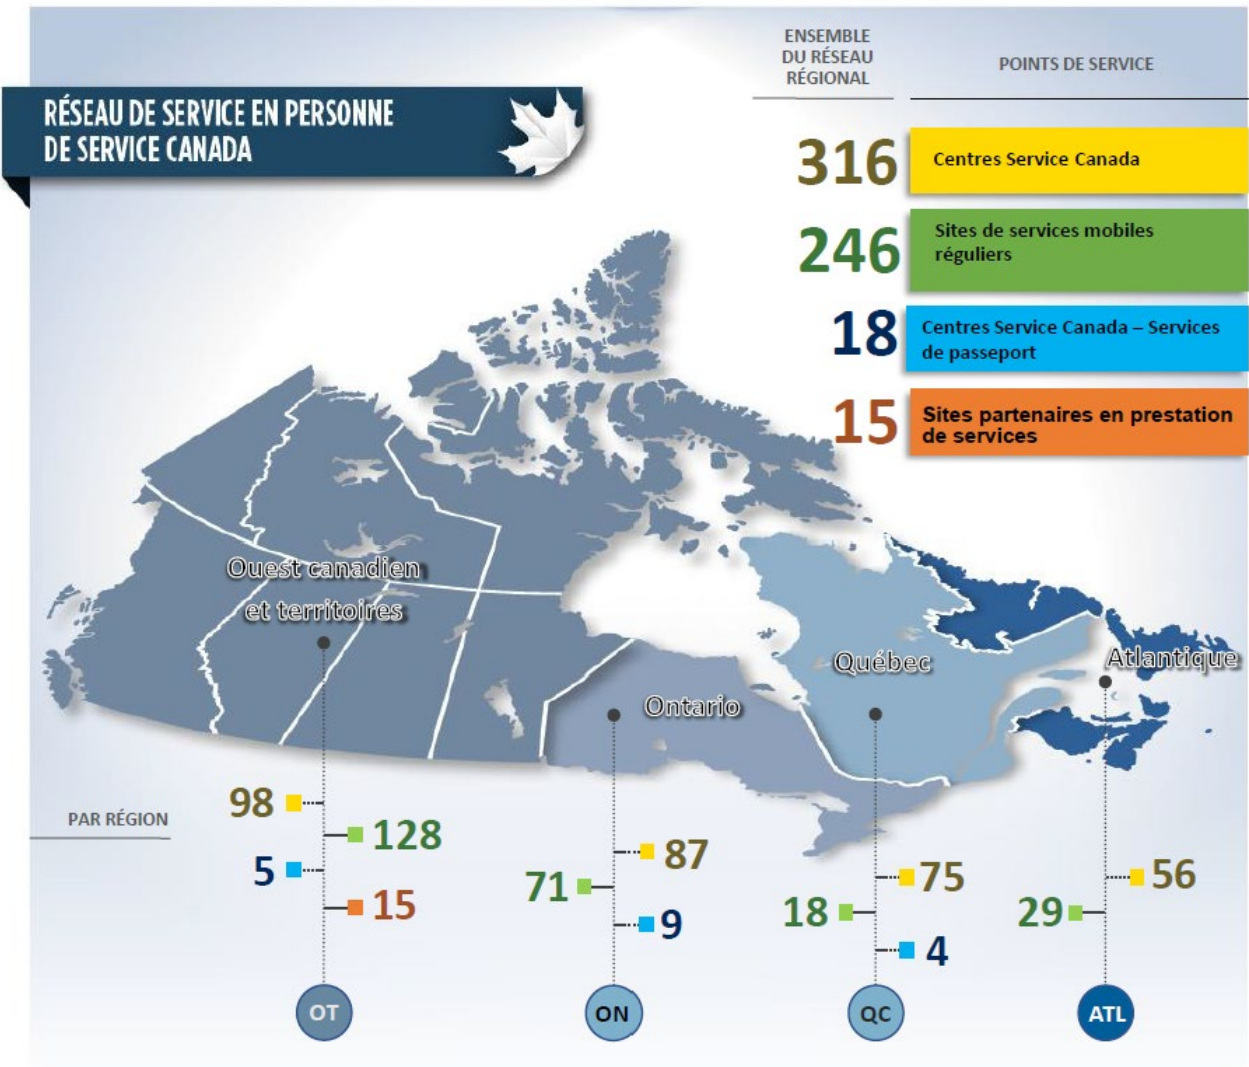 RÉSEAU DE SERVICE EN PERSONNE
DE SERVICE CANADA
ENSEMBLE
DU RÉSEAU
RÉGIONAL
POINTS DE SERVICE
316
Centres Service Canada
246
Sites de services mobiles
réguliers
18
Centres Service Canada – Services
de passeport
15
Sites partenaires en prestation
de services
Ouest canadien
et territoires
Ontario
Québec
Atlantique
PAR RÉGION
98
128
5
15
OT
87
71
9
ON
75
18
4
QC
56
29
ATL